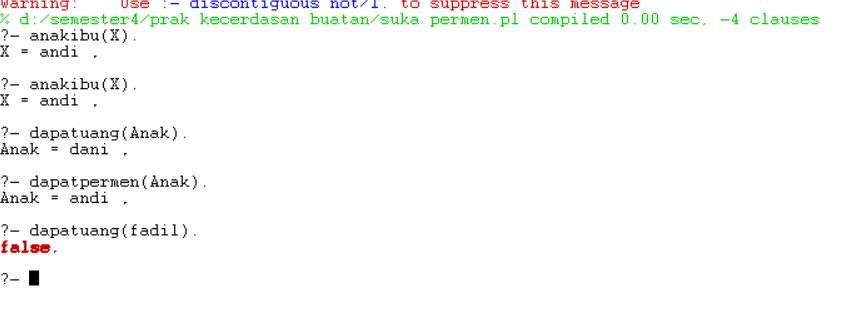 Warning: Use :- discontiguous not/1. to suppress this message
% d:/semester4/prak kecerdasan buatan/suka permen.pl compiled 0.00 sec, -4 clauses
?- anakibu(X).
X = andi .
?- anakibu(X).
X = andi .
?- dapatuang(Anak).
Anak = dani .
?- dapatpermen(Anak).
Anak = andi .
?- dapatuang(fadil).
false.
?-